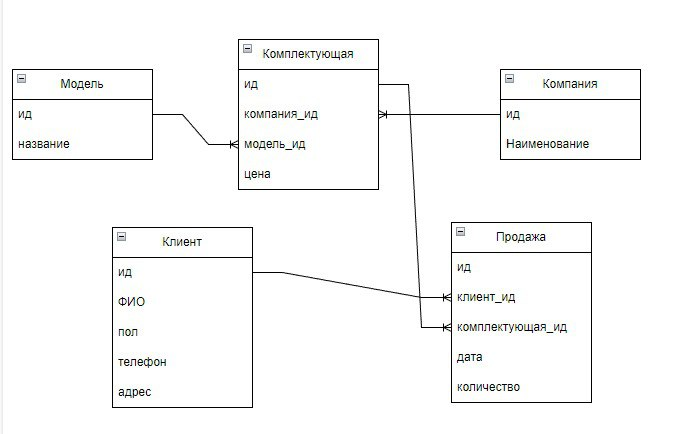 Модель
ид
название
Комплектующая
ид
компания_ид
модель_ид
цена
Компания
ид
Наименование
Клиент
ид
ФИО
пол
телефон
адрес
Продажа
ид
клиент_ид
комплектующая_ид
дата
количество